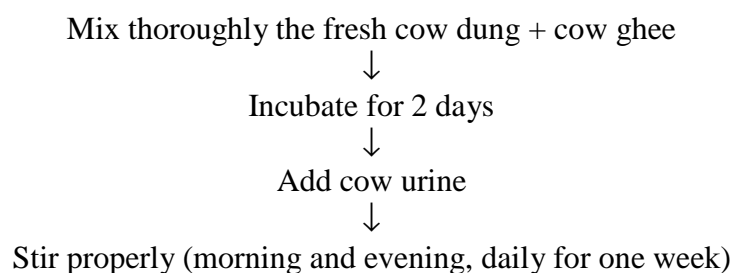 Mix thoroughly the fresh cow dung + cow ghee
↓
Incubate for 2 days
↓
Add cow urine
↓
Stir properly (morning and evening, daily for one week)